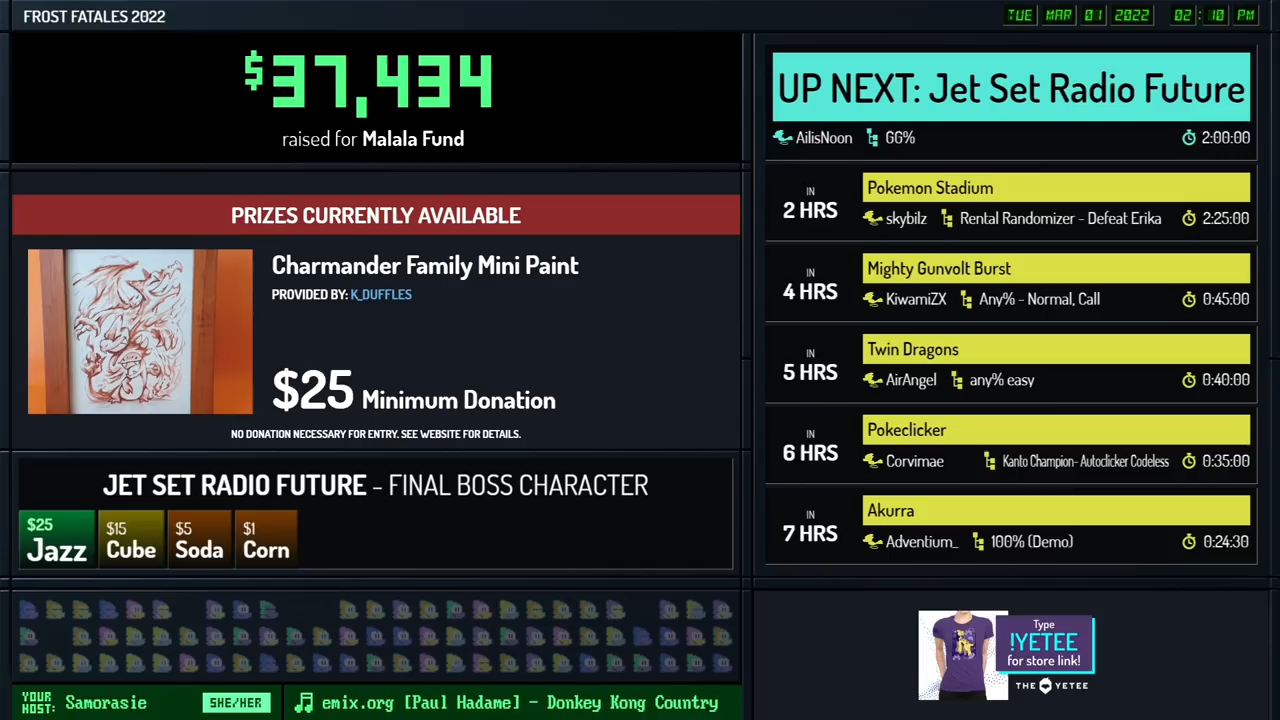 FROST FATALES 2022
TUE MAR 01 2022 02:10 PM
$37,434
raised for Malala Fund
PRIZES CURRENTLY AVAILABLE
Charmander Family Mini Paint
PROVIDED BY: K_DUFFLES
$25 Minimum Donation
NO DONATION NECESSARY FOR ENTRY. SEE WEBSITE FOR DETAILS.
JET SET RADIO FUTURE - FINAL BOSS CHARACTER
$25 Jazz
$15 Cube
$5 Soda
$1 Corn
YOUR HOST: Samorasie SHE/HER
emix.org [Paul Hadame] - Donkey Kong Country
UP NEXT: Jet Set Radio Future
AilisNoon GG% 2:00:00
IN 2 HRS
Pokemon Stadium
skybilz Rental Randomizer - Defeat Erika 2:25:00
IN 4 HRS
Mighty Gunvolt Burst
KiwamiZX Any% - Normal, Call 0:45:00
IN 5 HRS
Twin Dragons
AirAngel any% easy 0:40:00
IN 6 HRS
Pokeclicker
Corvimae Kanto Champion- Autoclicker Codeless 0:35:00
IN 7 HRS
Akurra
Adventium_ 100% (Demo) 0:24:30
Type
!YETEE
for store link!
THE YETEE